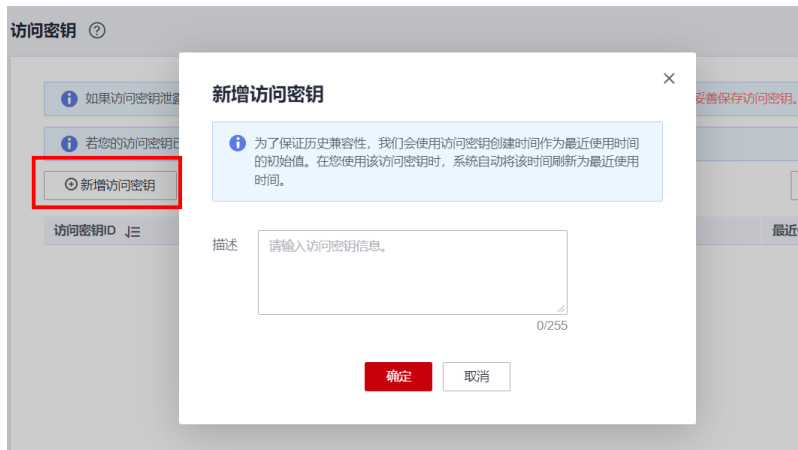 访问密钥 ?
如果访问密钥泄露
妥善保存访问密钥。
若您的访问密钥已
新增访问密钥
访问密钥ID
最近
新增访问密钥
为了保证历史兼容性，我们会使用访问密钥创建时间作为最近使用时间
的初始值。在您使用该访问密钥时，系统自动将该时间刷新为最近使用
时间。
描述
请输入访问密钥信息。
0/255
确定
取消